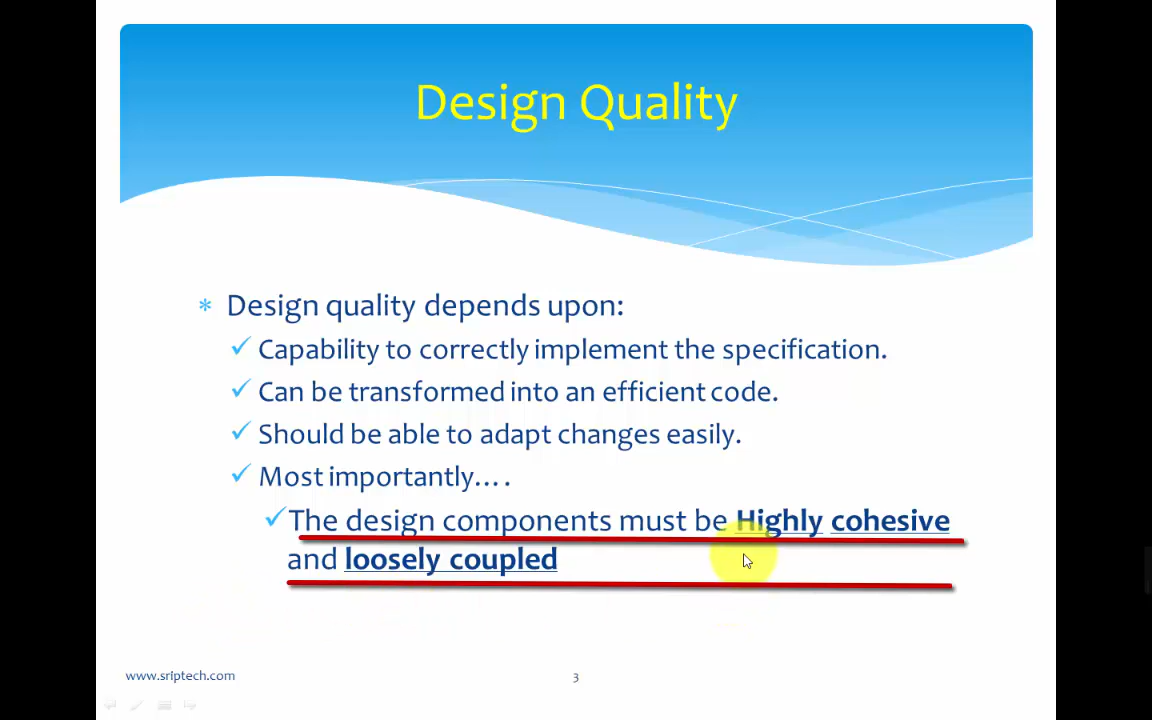 Design Quality
Design quality depends upon:
Capability to correctly implement the specification.
Can be transformed into an efficient code.
Should be able to adapt changes easily.
Most importantly….
The design components must be Highly cohesive
and loosely coupled
www.sriptech.com
3